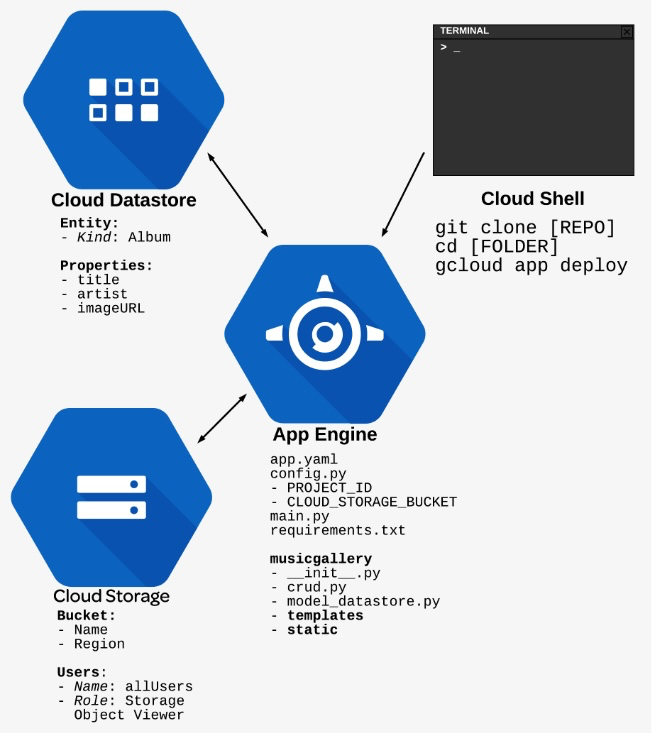 TERMINAL
> _
Cloud Datastore
Entity:
- Kind: Album
Properties:
- title
- artist
- imageURL
Cloud Shell
git clone [REPO]
cd [FOLDER]
gcloud app deploy
App Engine
app.yaml
config.py
- PROJECT_ID
- CLOUD_STORAGE_BUCKET
main.py
requirements.txt
musicgallery
- __init__.py
- crud.py
- model_datastore.py
- templates
- static
Cloud Storage
Bucket:
- Name
- Region
Users:
- Name: allUsers
- Role: Storage
Object Viewer